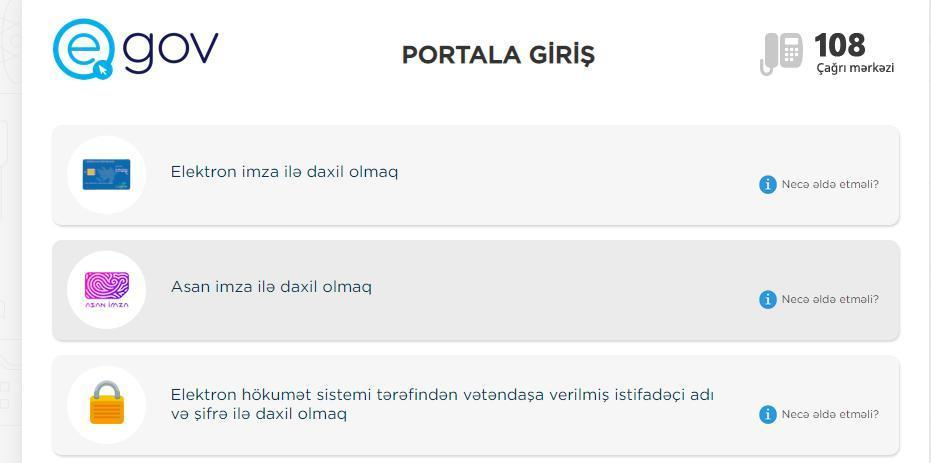 e gov
PORTALA GİRİŞ
108
Çağrı mərkəzi
Elektron imza ilə daxil olmaq
Necə əldə etməli?
ASAN İMZA
Asan imza ilə daxil olmaq
Necə əldə etməli?
Elektron hökumət sistemi tərəfindən vətəndaşa verilmiş istifadəçi adı
və şifrə ilə daxil olmaq
Necə əldə etməli?